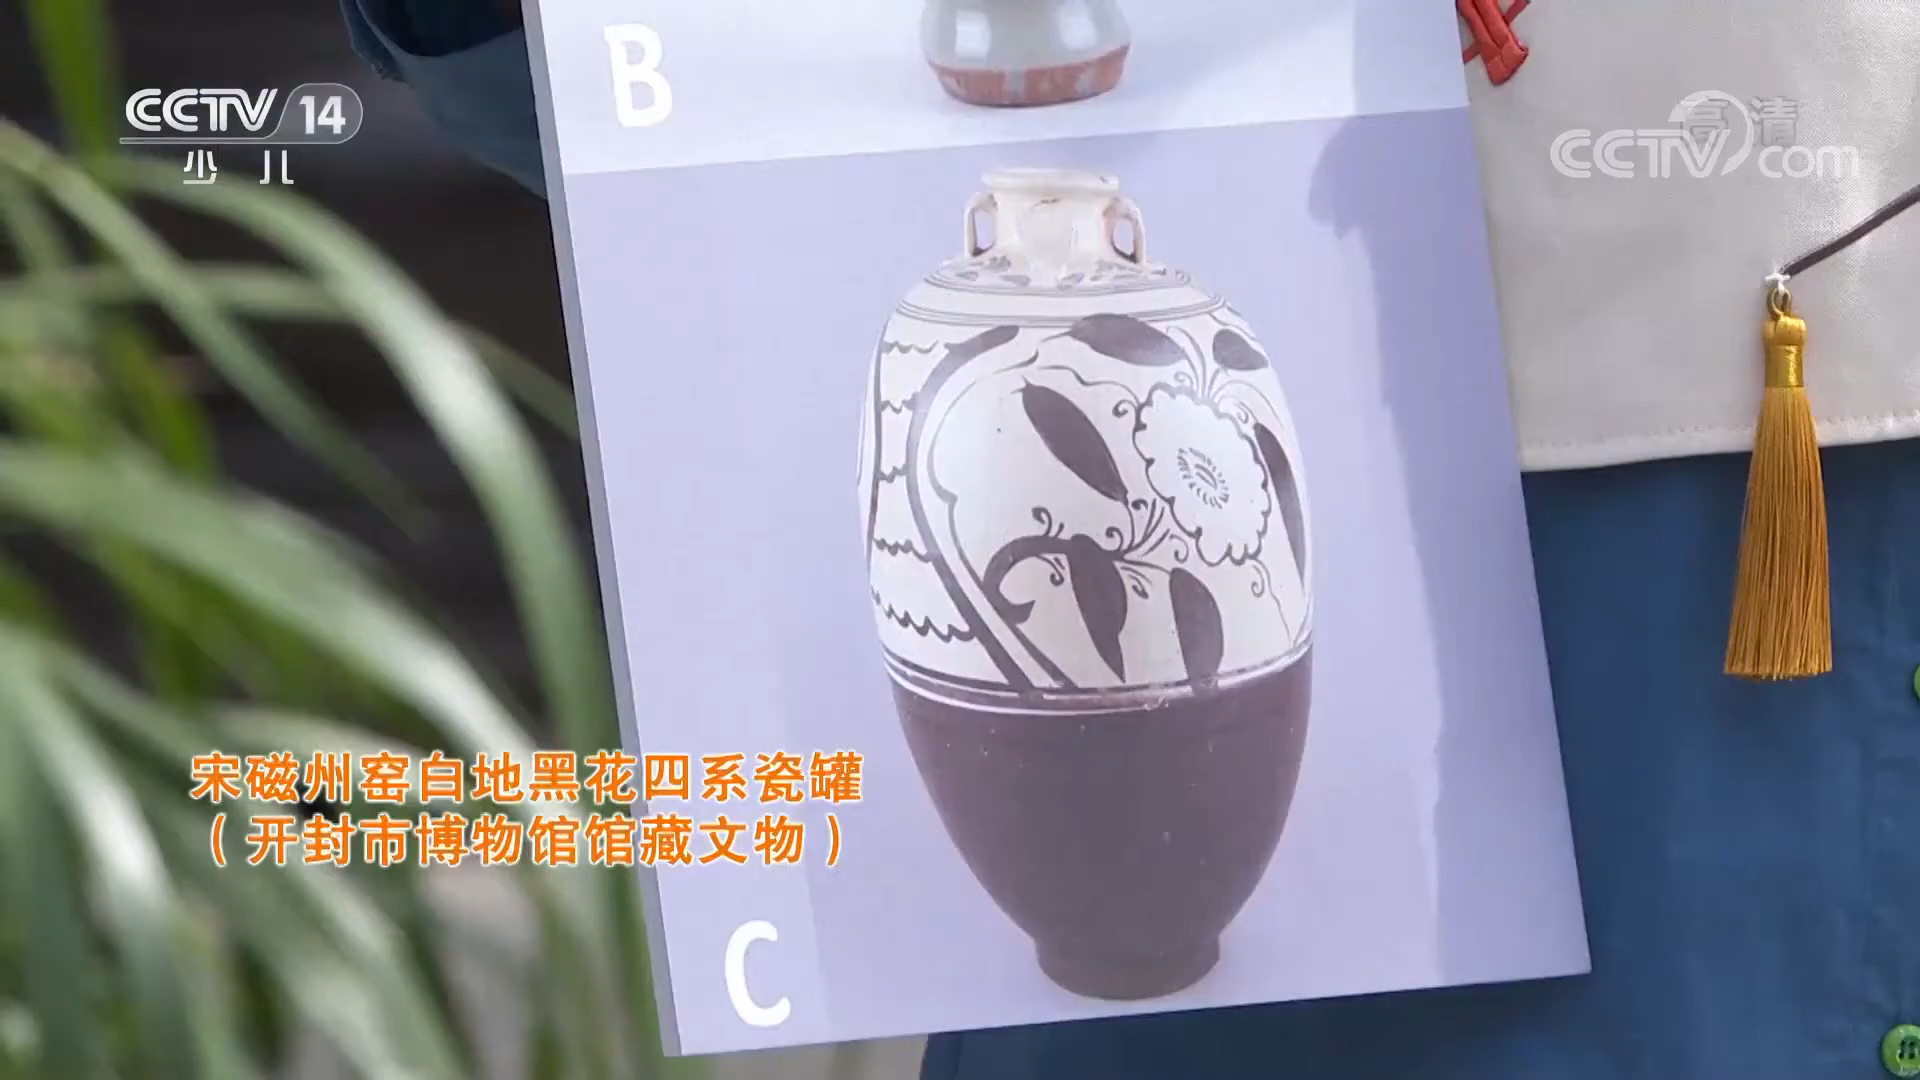 B
CCTV 14
少儿
高清
CCTV.com
宋磁州窑白地黑花四系瓷罐
（开封市博物馆馆藏文物）
C